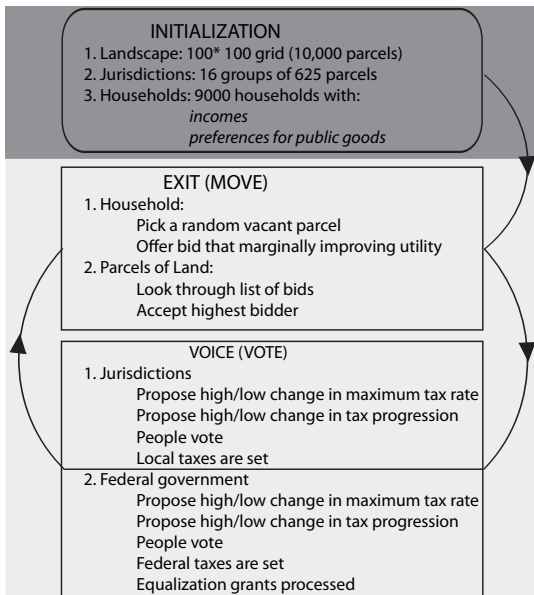 INITIALIZATION
1. Landscape: 100* 100 grid (10,000 parcels)
2. Jurisdictions: 16 groups of 625 parcels
3. Households: 9000 households with:
incomes
preferences for public goods
EXIT (MOVE)
1. Household:
Pick a random vacant parcel
Offer bid that marginally improving utility
2. Parcels of Land:
Look through list of bids
Accept highest bidder
VOICE (VOTE)
1. Jurisdictions
Propose high/low change in maximum tax rate
Propose high/low change in tax progression
People vote
Local taxes are set
2. Federal government
Propose high/low change in maximum tax rate
Propose high/low change in tax progression
People vote
Federal taxes are set
Equalization grants processed